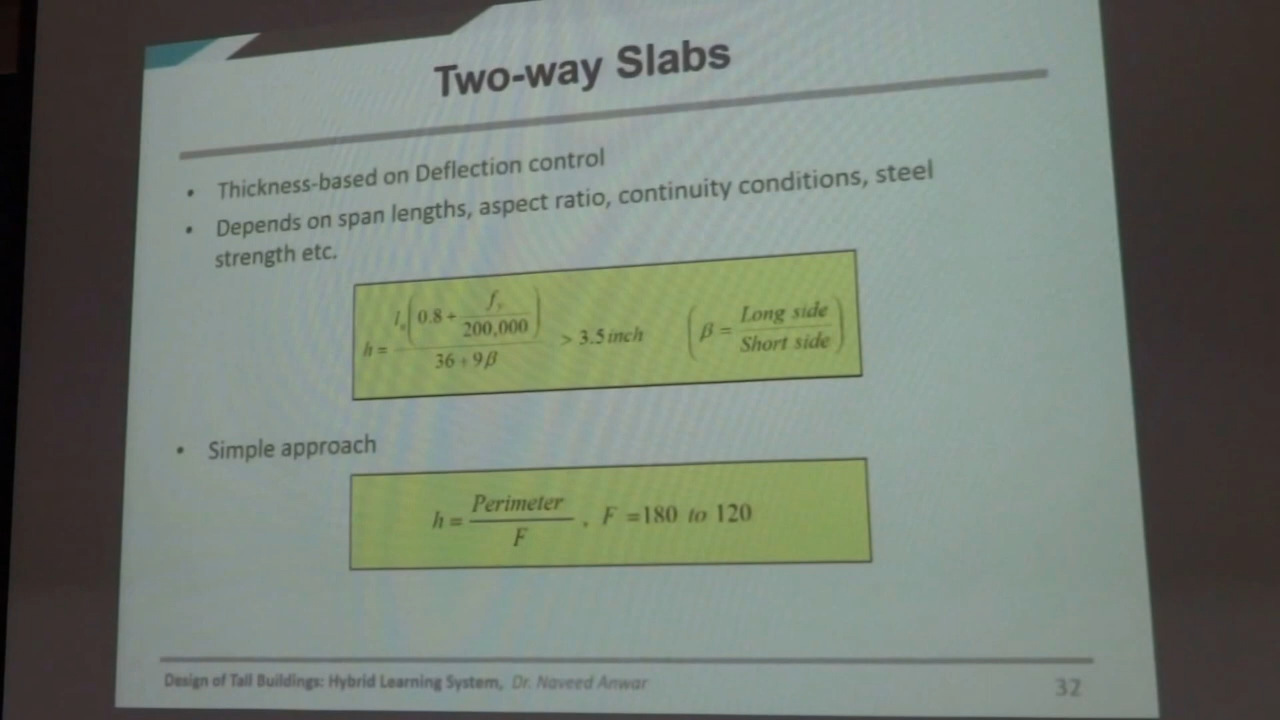 Two-way Slabs
• Thickness-based on Deflection control
• Depends on span lengths, aspect ratio, continuity conditions, steel
strength etc.
h = l_n(0.8 + f_y/200,000) / (36 + 9β) > 3.5 inch (β = Long side / Short side)
• Simple approach
h = Perimeter / F , F = 180 to 120
Design of Tall Buildings: Hybrid Learning System, Dr. Naveed Anwar
32